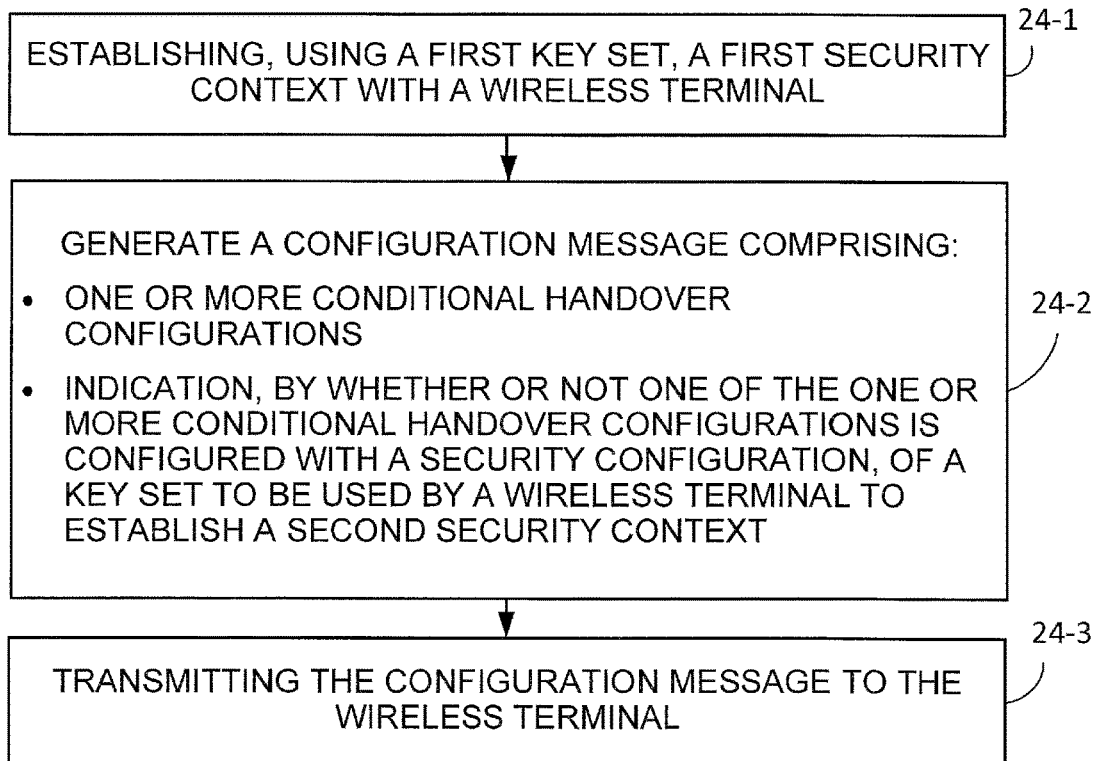 24-1
ESTABLISHING, USING A FIRST KEY SET, A FIRST SECURITY
CONTEXT WITH A WIRELESS TERMINAL
GENERATE A CONFIGURATION MESSAGE COMPRISING:
• ONE OR MORE CONDITIONAL HANDOVER
CONFIGURATIONS
24-2
• INDICATION, BY WHETHER OR NOT ONE OF THE ONE OR
MORE CONDITIONAL HANDOVER CONFIGURATIONS IS
CONFIGURED WITH A SECURITY CONFIGURATION, OF A
KEY SET TO BE USED BY A WIRELESS TERMINAL TO
ESTABLISH A SECOND SECURITY CONTEXT
24-3
TRANSMITTING THE CONFIGURATION MESSAGE TO THE
WIRELESS TERMINAL